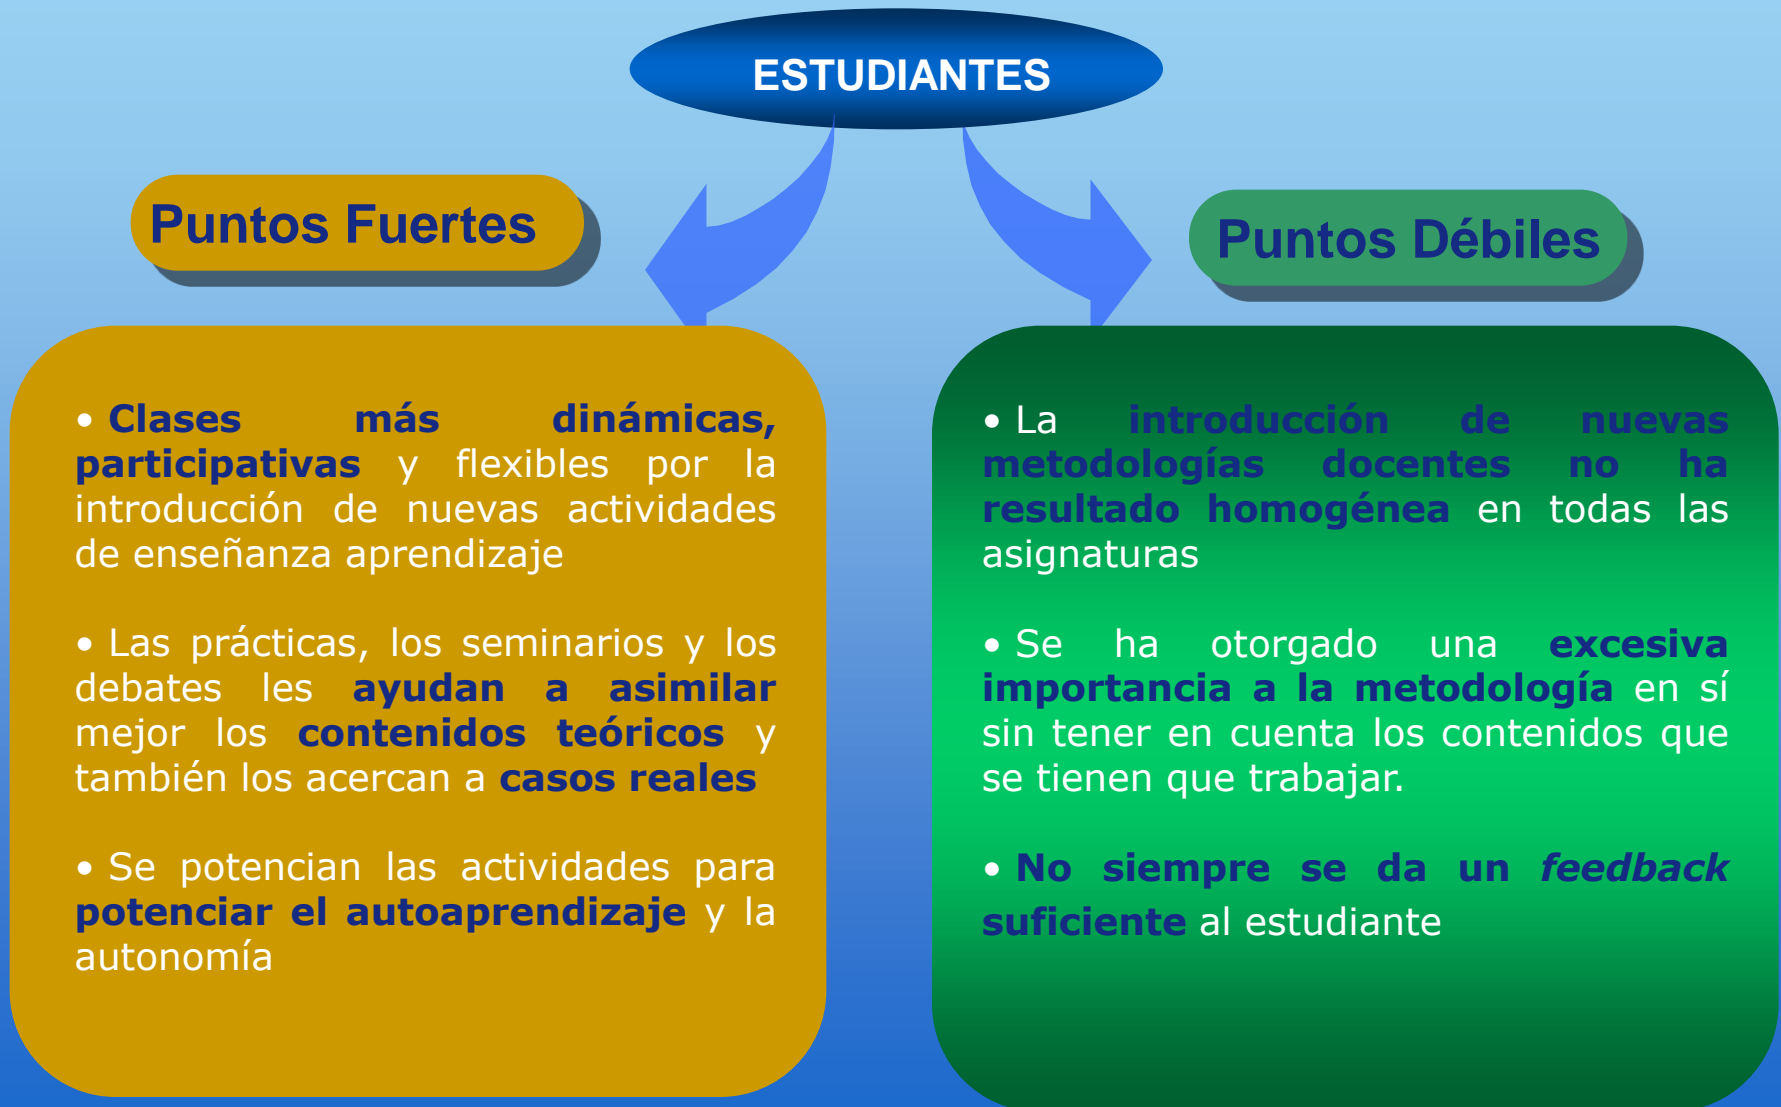 ESTUDIANTES
Puntos Fuertes
• Clases más dinámicas,
participativas y flexibles por la
introducción de nuevas actividades
de enseñanza aprendizaje
• Las prácticas, los seminarios y los
debates les ayudan a asimilar
mejor los contenidos teóricos y
también los acercan a casos reales
• Se potencian las actividades para
potenciar el autoaprendizaje y la
autonomía
Puntos Débiles
• La introducción de nuevas
metodologías docentes no ha
resultado homogénea en todas las
asignaturas
• Se ha otorgado una excesiva
importancia a la metodología en sí
sin tener en cuenta los contenidos que
se tienen que trabajar.
• No siempre se da un feedback
suficiente al estudiante